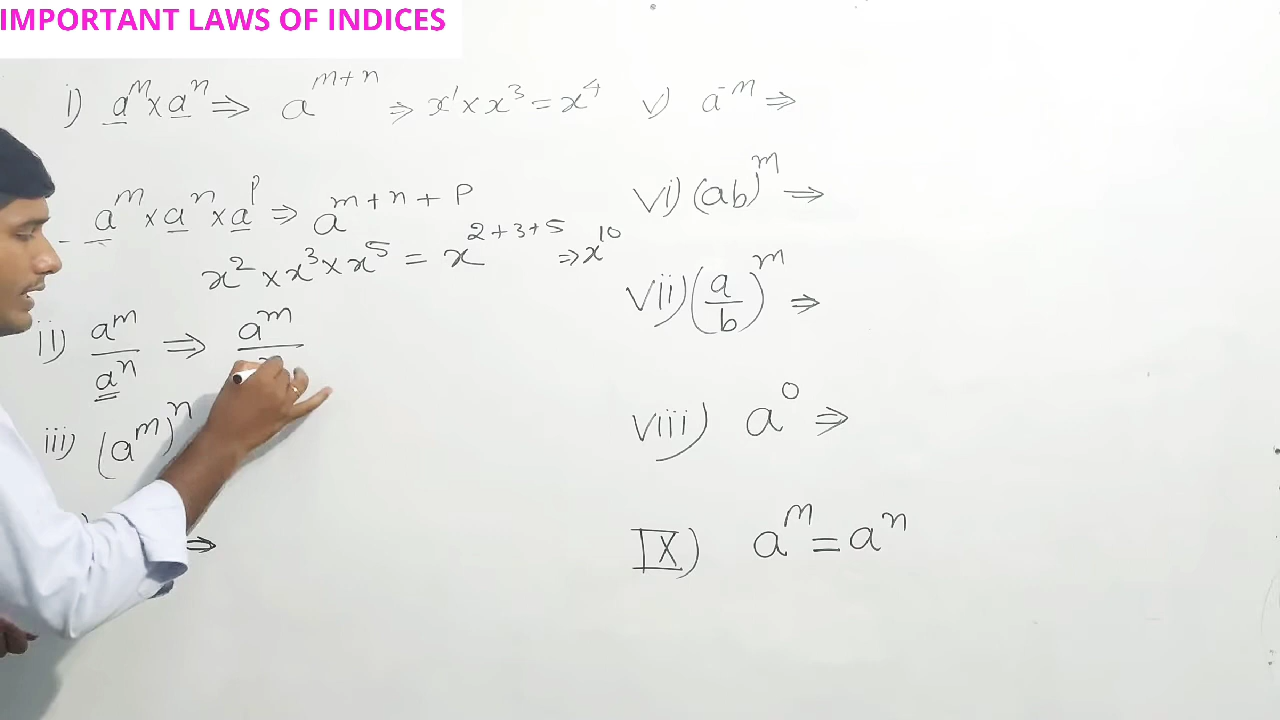 IMPORTANT LAWS OF INDICES
i) a^m × a^n ⇒ a^{m+n} ⇒ x^1 × x^3 = x^4
- a^m × a^n × a^p ⇒ a^{m+n+p}
x^2 × x^3 × x^5 = x^{2+3+5} ⇒ x^{10}
ii) a^m/a^n ⇒ a^m/
iii) (a^m)^n
⇒
v) a^{-m} ⇒
vi) (ab)^m ⇒
vii) (a/b)^m ⇒
viii) a^0 ⇒
IX) a^m = a^n